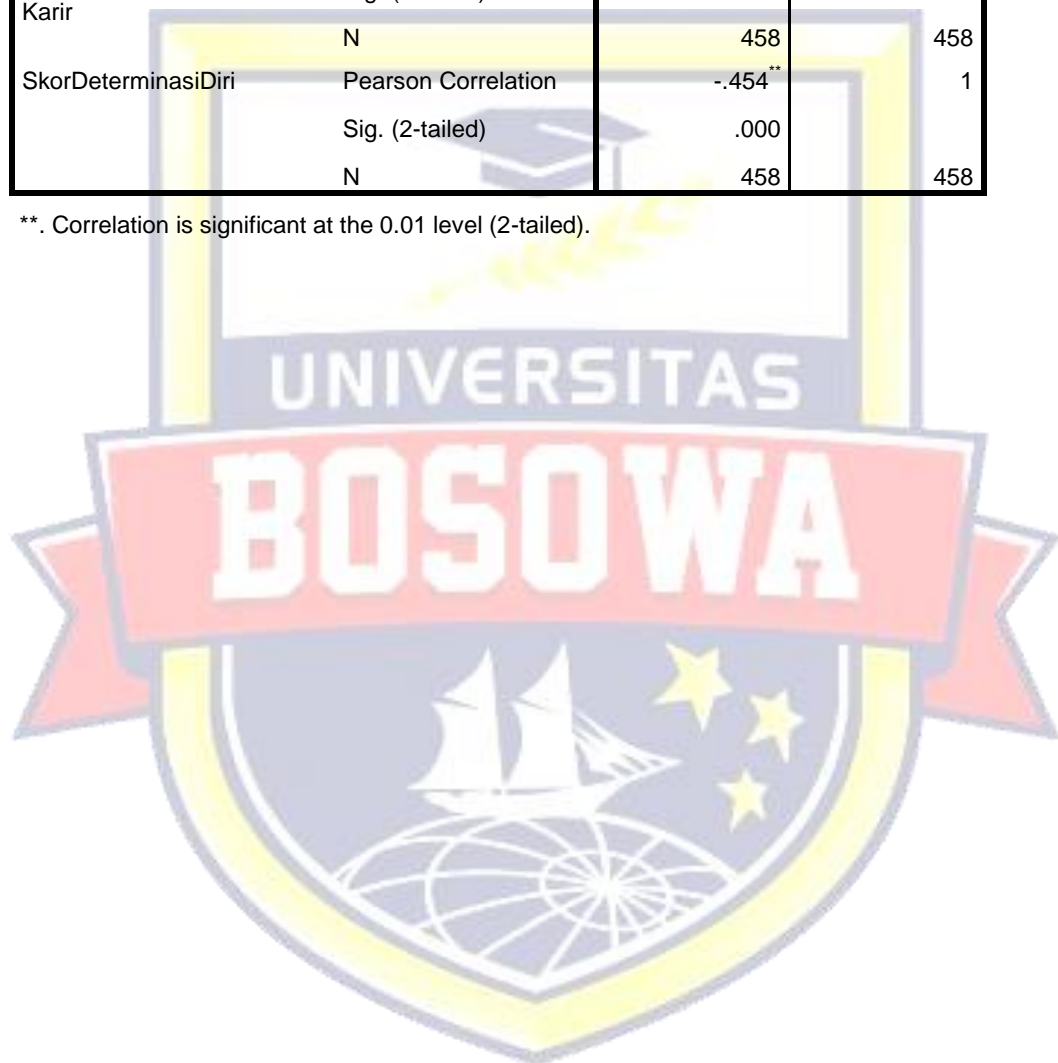 Karir
N 458 458
SkorDeterminasiDiri Pearson Correlation -.454** 1
Sig. (2-tailed) .000
N 458 458
**. Correlation is significant at the 0.01 level (2-tailed).
UNIVERSITAS
BOSOWA